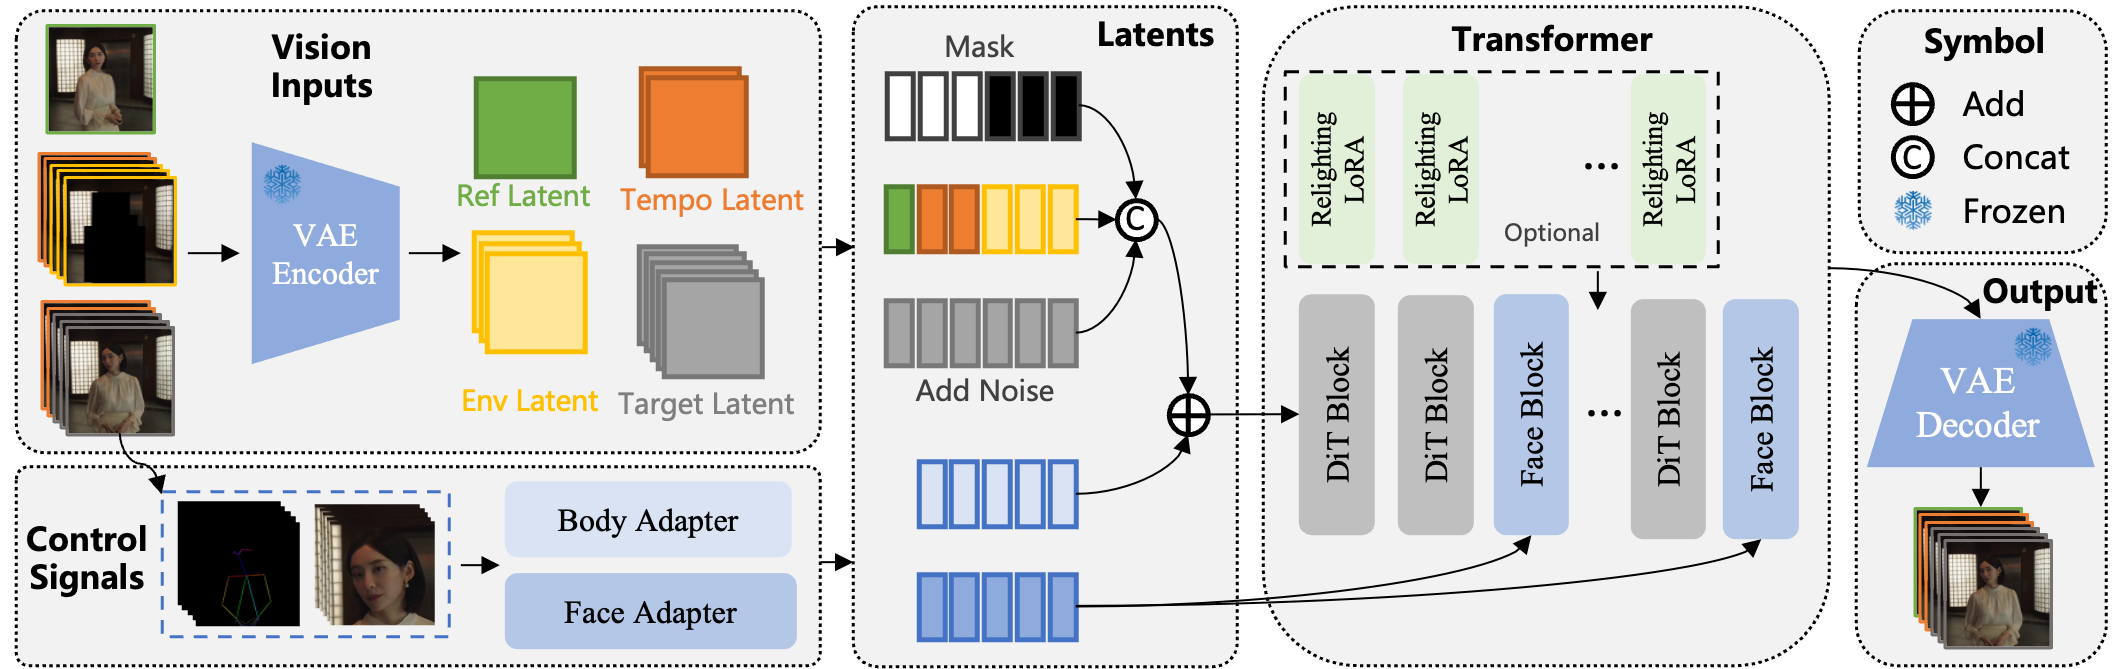 Vision
Inputs
VAE
Encoder
Ref Latent
Tempo Latent
Env Latent
Target Latent
Control
Signals
Body Adapter
Face Adapter
Latents
Mask
C
Add Noise
Transformer
Relighting
LoRA
Relighting
LoRA
...
Relighting
LoRA
Optional
DiT Block
DiT Block
Face Block
...
DiT Block
Face Block
Symbol
Add
C
Concat
Frozen
Output
VAE
Decoder